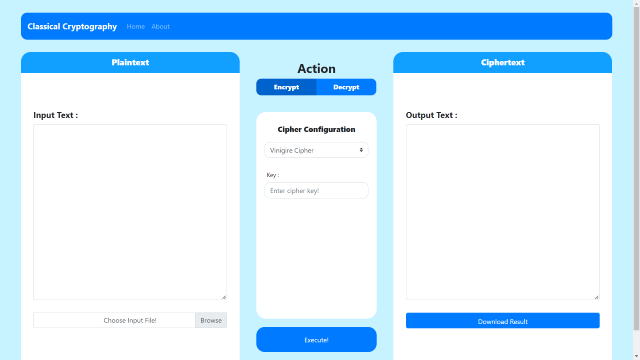 Classical Cryptography Home About
Plaintext
Input Text :
Choose Input File! Browse
Action
Encrypt Decrypt
Cipher Configuration
Vinigire Cipher
Key :
Enter cipher key!
Execute!
Ciphertext
Output Text :
Download Result